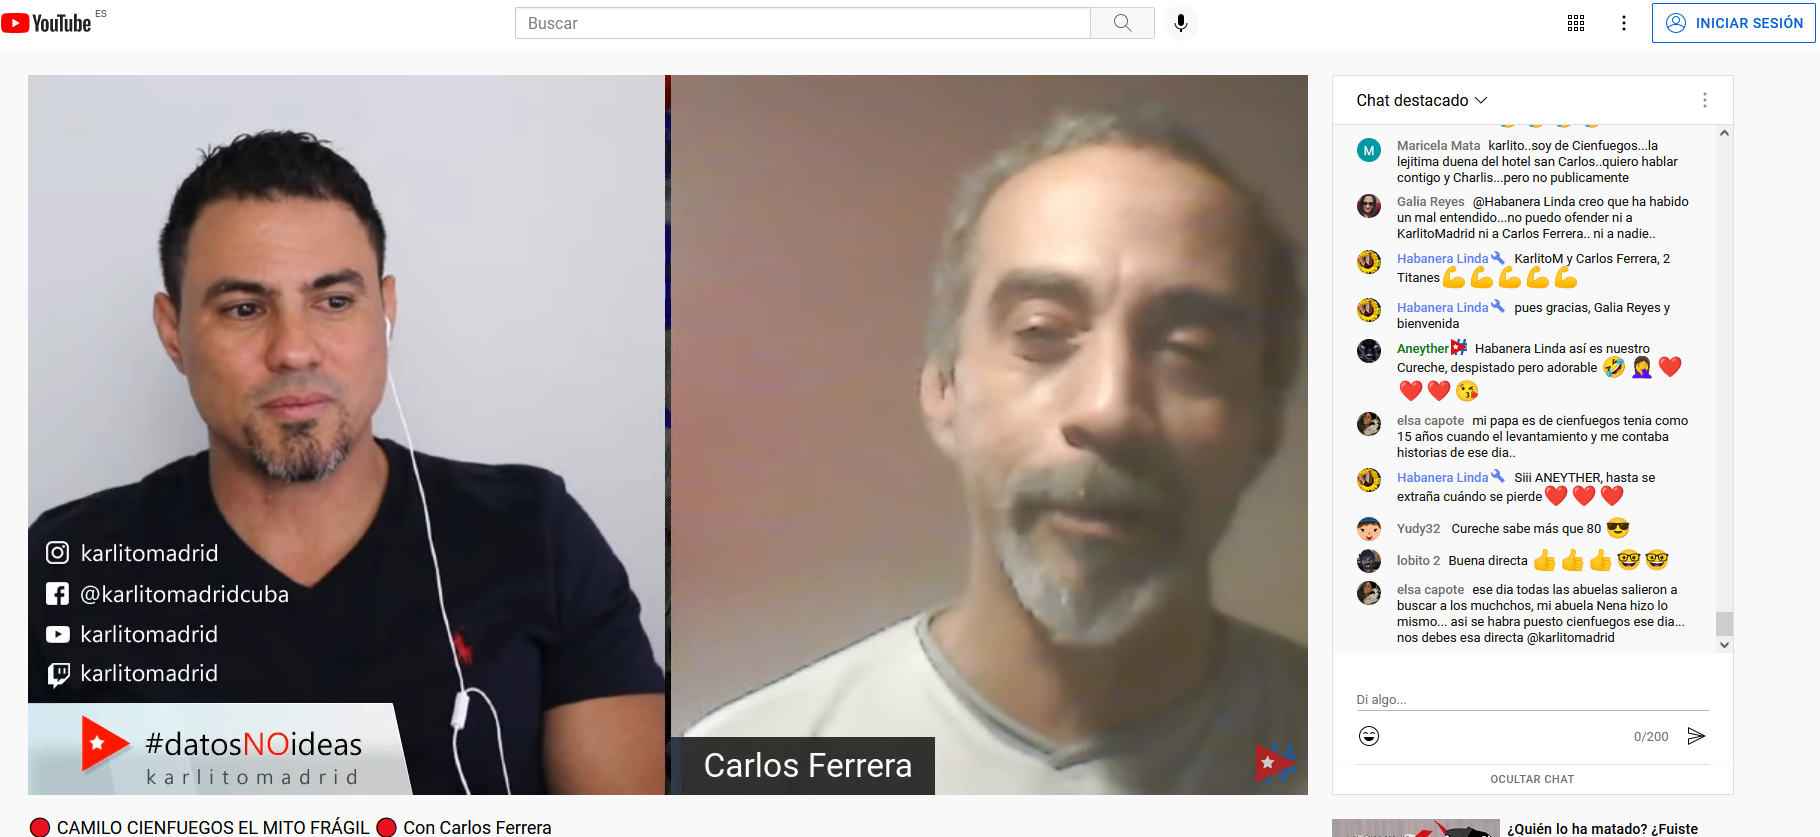 YouTube ES
Buscar
INICIAR SESIÓN
karlitomadrid
@karlitomadridcuba
karlitomadrid
karlitomadrid
#datosNOideas
karlitomadrid
Carlos Ferrera
CAMILO CIENFUEGOS EL MITO FRÁGIL Con Carlos Ferrera
Chat destacado
M
Maricela Mata karlito..soy de Cienfuegos...la
lejitima duena del hotel san Carlos..quiero hablar
contigo y Charlis...pero no publicamente
Galia Reyes @Habanera Linda creo que ha habido
un mal entendido...no puedo ofender ni a
KarlitoMadrid ni a Carlos Ferrera.. ni a nadie..
Habanera Linda KarlitoM y Carlos Ferrera, 2
Titanes💪💪💪💪💪
Habanera Linda pues gracias, Galia Reyes y
bienvenida
Aneyther Habanera Linda así es nuestro
Cureche, despistado pero adorable 🤣🤦‍♀️❤️
❤️❤️😘
elsa capote mi papa es de cienfuegos tenia como
15 años cuando el levantamiento y me contaba
historias de ese dia..
Habanera Linda Siii ANEYTHER, hasta se
extraña cuándo se pierde❤️❤️❤️
Yudy32 Cureche sabe más que 80 😎
lobito 2 Buena directa 👍👍👍🤓🤓
elsa capote ese dia todas las abuelas salieron a
buscar a los muchchos, mi abuela Nena hizo lo
mismo... asi se habra puesto cienfuegos ese dia...
nos debes esa directa @karlitomadrid
Di algo...
0/200
OCULTAR CHAT
¿Quién lo ha matado? ¿Fuiste